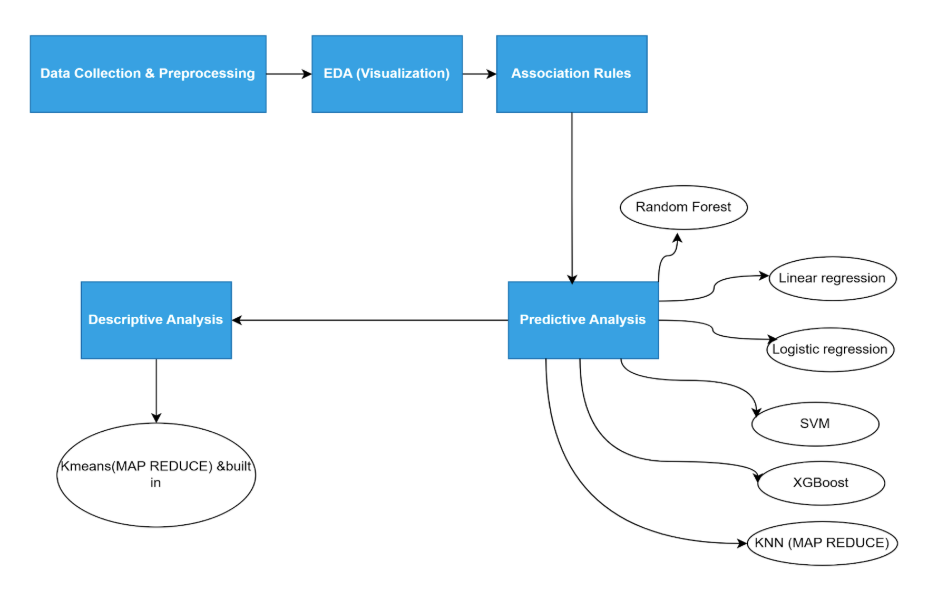 Data Collection & Preprocessing
EDA (Visualization)
Association Rules
Random Forest
Linear regression
Descriptive Analysis
Predictive Analysis
Logistic regression
SVM
Kmeans(MAP REDUCE) &built
in
XGBoost
KNN (MAP REDUCE)